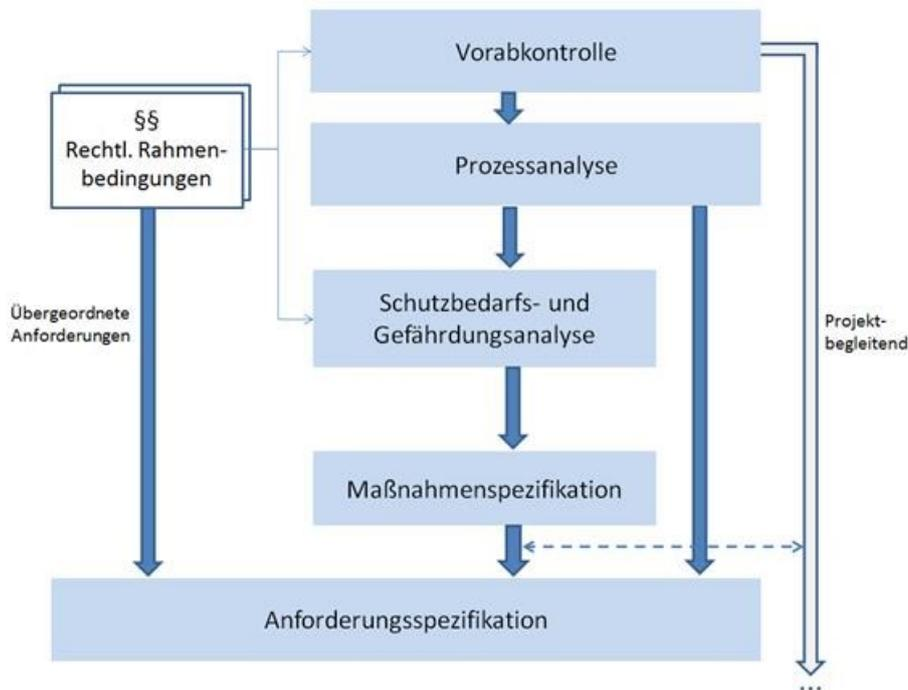 Vorabkontrolle
§§
Rechtl. Rahmen-
bedingungen
Prozessanalyse
Übergeordnete
Anforderungen
Schutzbedarfs- und
Gefährdungsanalyse
Projekt-
begleitend
Maßnahmenspezifikation
Anforderungsspezifikation
...